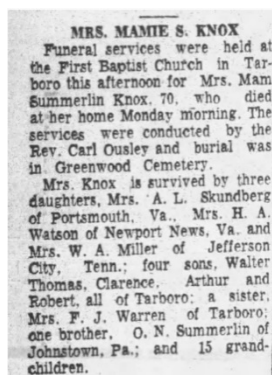 MRS. MAMIE S. KNOX
Funeral services were held at
the First Baptist Church in Tar-
boro this afternoon for Mrs. Mam
Summerlin Knox, 70, who died
at her home Monday morning. The
services were conducted by the
Rev. Carl Ousley and burial was
in Greenwood Cemetery.
Mrs. Knox is survived by three
daughters, Mrs. A. L. Skundberg
of Portsmouth, Va., Mrs. H. A.
Watson of Newport News, Va. and
Mrs. W. A. Miller of Jefferson
City, Tenn.; four sons, Walter
Thomas, Clarence, Arthur and
Robert, all of Tarboro; a sister,
Mrs. F. J. Warren of Tarboro;
one brother, O. N. Summerlin of
Johnstown, Pa.; and 15 grand-
children.